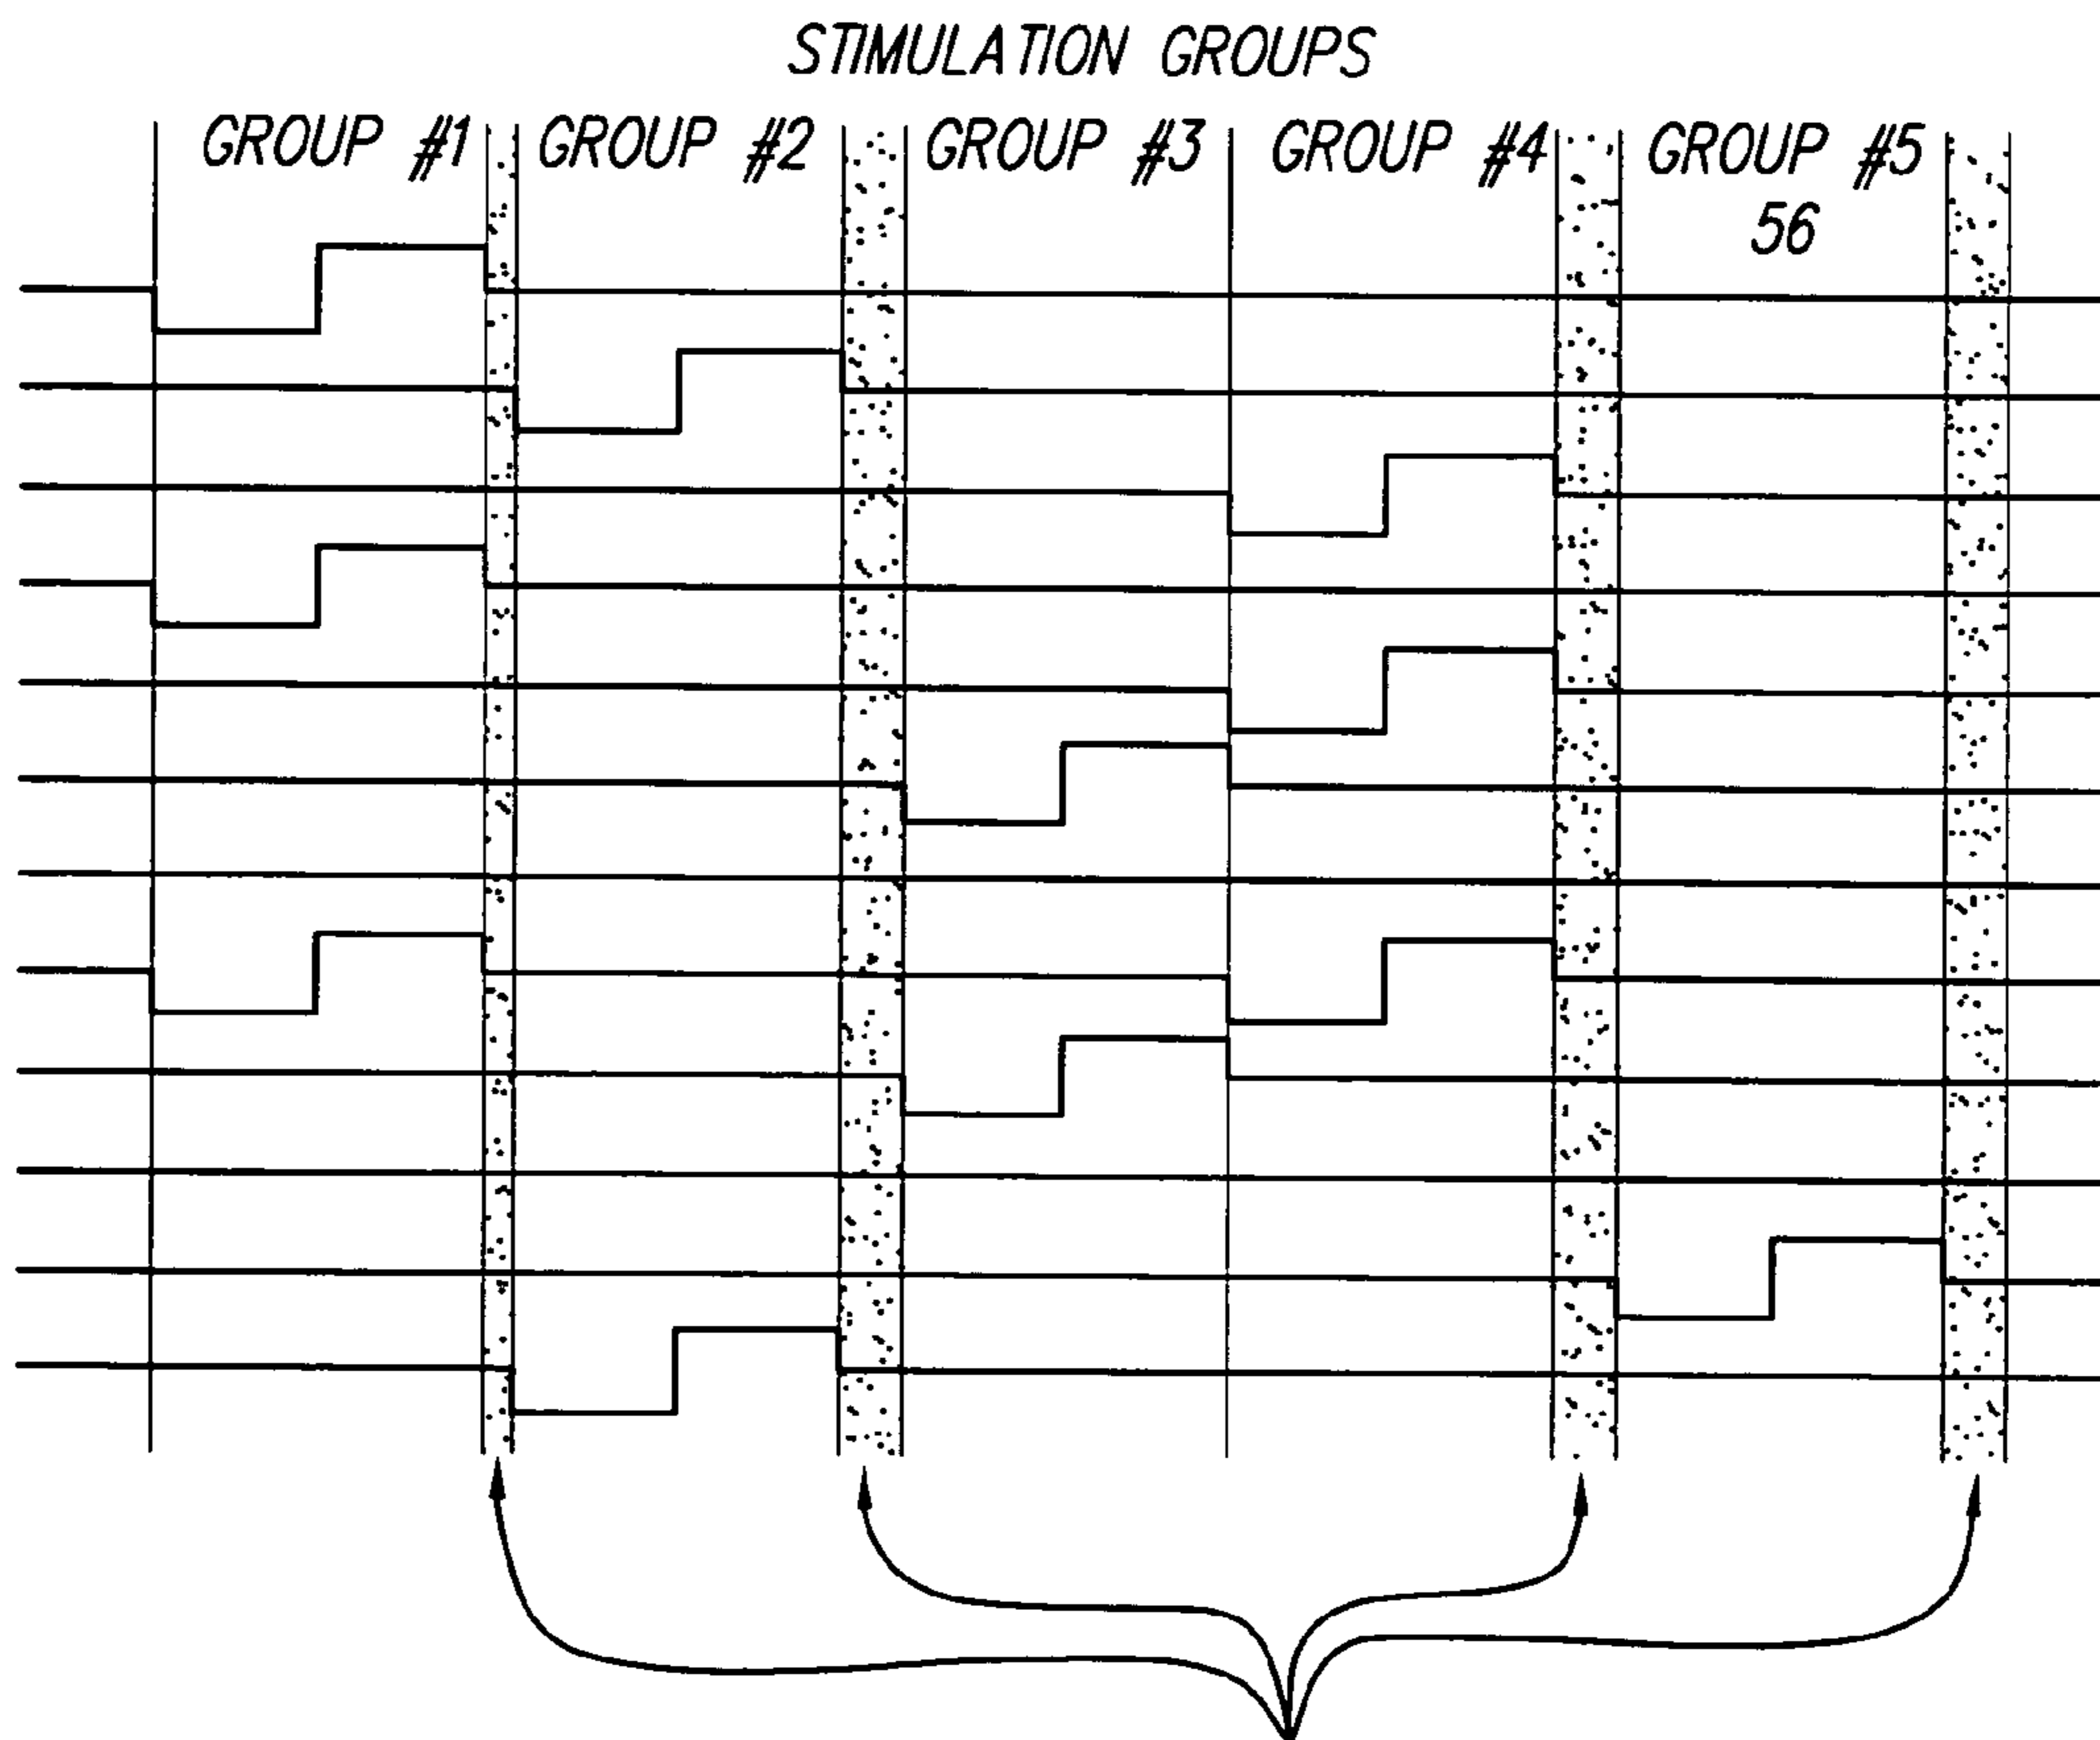 STIMULATION GROUPS
GROUP #1 GROUP #2 GROUP #3 GROUP #4 GROUP #5
56